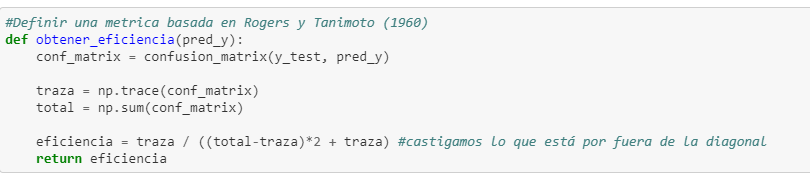 #Definir una metrica basada en Rogers y Tanimoto (1960)
def obtener_eficiencia(pred_y):
    conf_matrix = confusion_matrix(y_test, pred_y)
    traza = np.trace(conf_matrix)
    total = np.sum(conf_matrix)
    eficiencia = traza / ((total-traza)*2 + traza) #castigamos lo que está por fuera de la diagonal
    return eficiencia